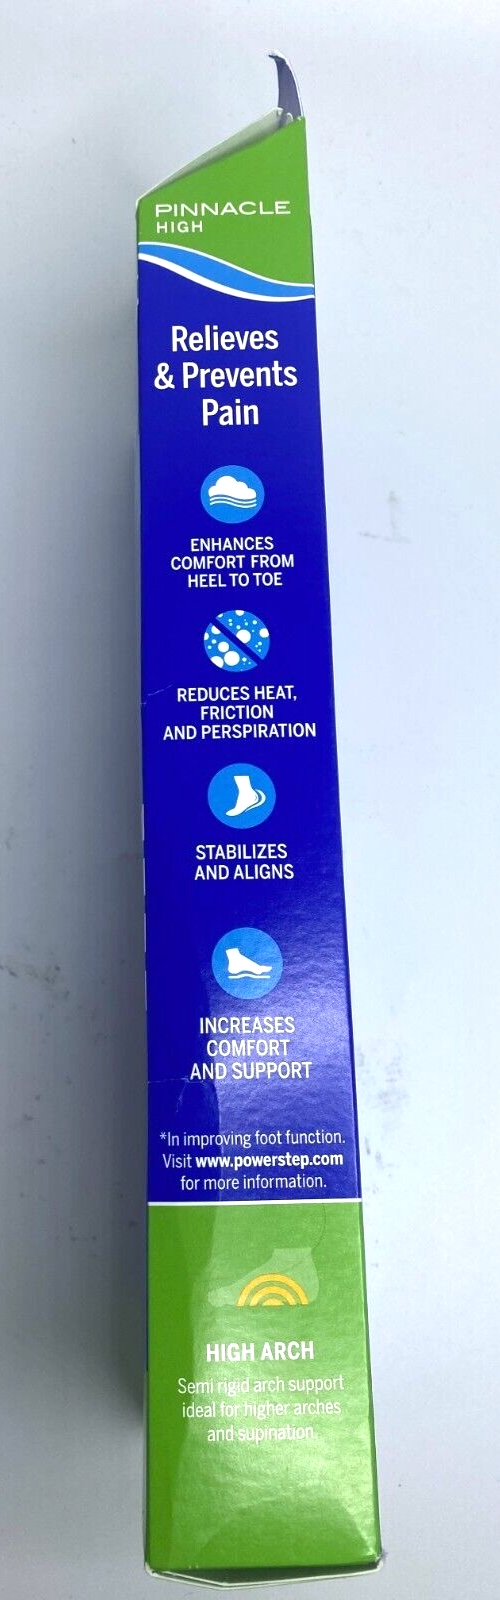 PINNACLE
HIGH
Relieves
& Prevents
Pain
ENHANCES
COMFORT FROM
HEEL TO TOE
REDUCES HEAT,
FRICTION
AND PERSPIRATION
STABILIZES
AND ALIGNS
INCREASES
COMFORT
AND SUPPORT
*In improving foot function.
Visit www.powerstep.com
for more information.
HIGH ARCH
Semi rigid arch support
ideal for higher arches
and supination.